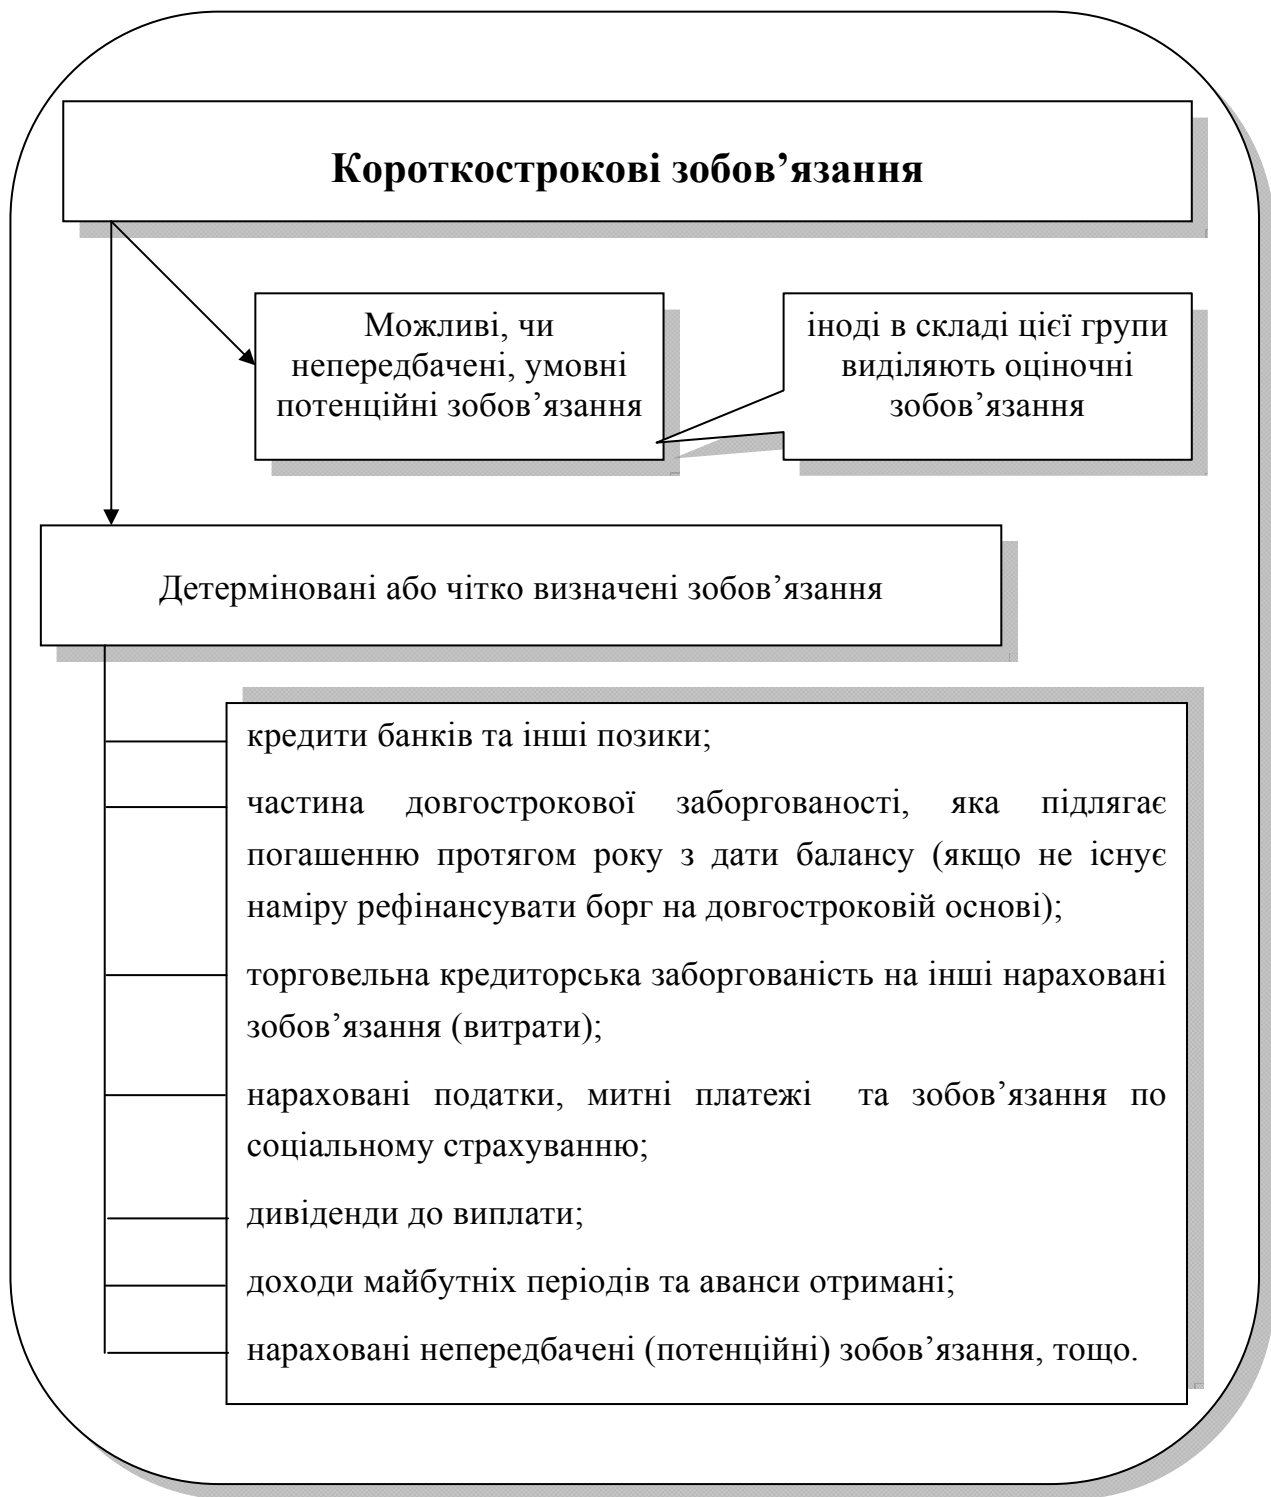 Короткострокові зобов’язання
Можливі, чи
непередбачені, умовні
потенційні зобов’язання
іноді в складі цієї групи
виділяють оціночні
зобов’язання
Детерміновані або чітко визначені зобов’язання
кредити банків та інші позики;
частина довгострокової заборгованості, яка підлягає
погашенню протягом року з дати балансу (якщо не існує
наміру рефінансувати борг на довгостроковій основі);
торговельна кредиторська заборгованість на інші нараховані
зобов’язання (витрати);
нараховані податки, митні платежі та зобов’язання по
соціальному страхуванню;
дивіденди до виплати;
доходи майбутніх періодів та аванси отримані;
нараховані непередбачені (потенційні) зобов’язання, тощо.